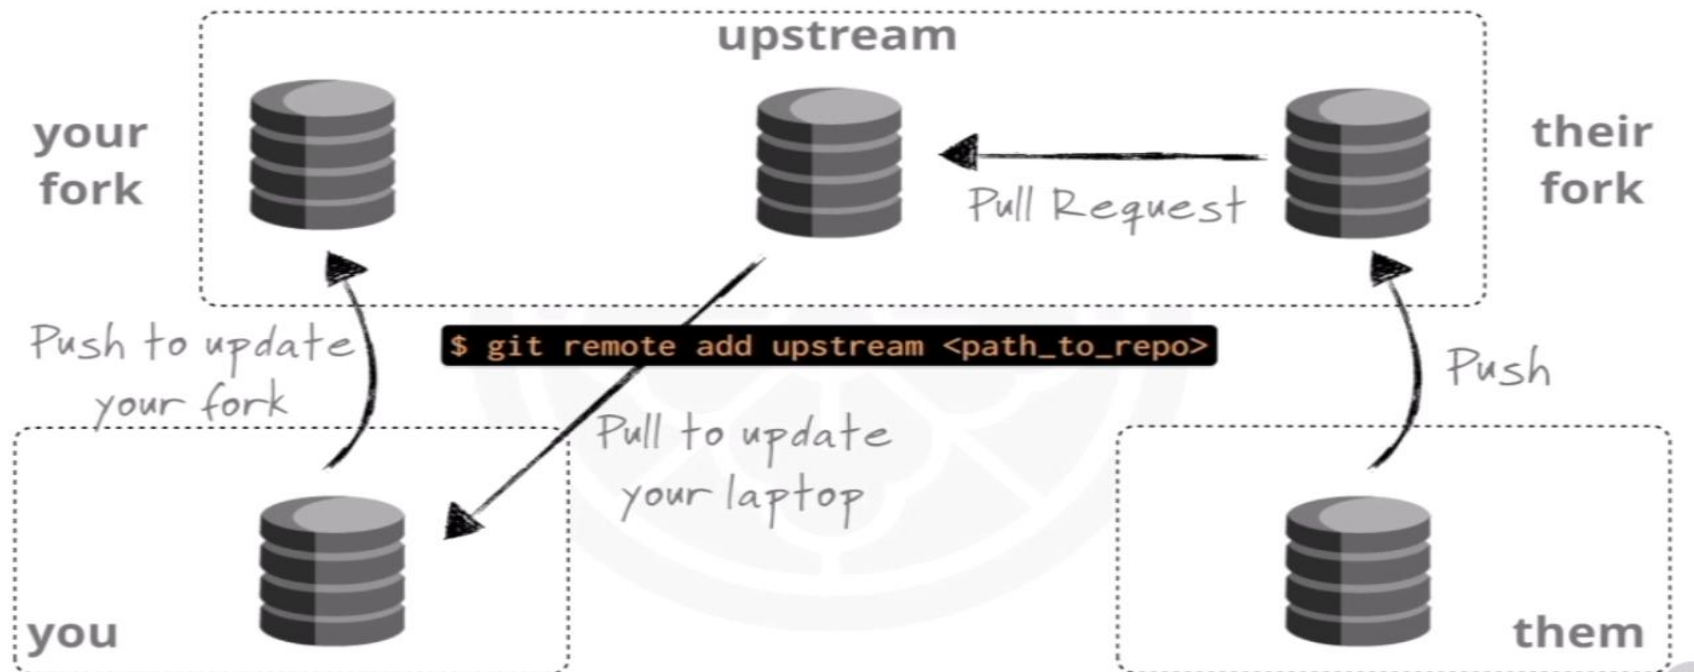 upstream
your
fork
their
fork
Pull Request
Push to update
your fork
$ git remote add upstream <path_to_repo>
Push
Pull to update
your laptop
you
them